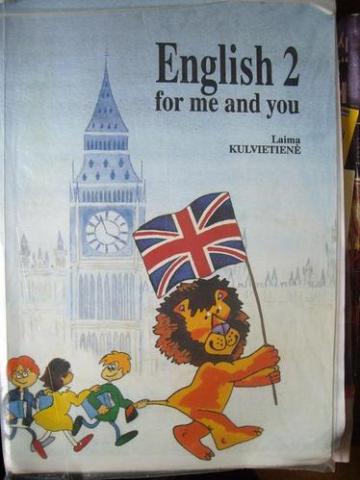 English 2
for me and you
Laima
KULVIETIENĖ